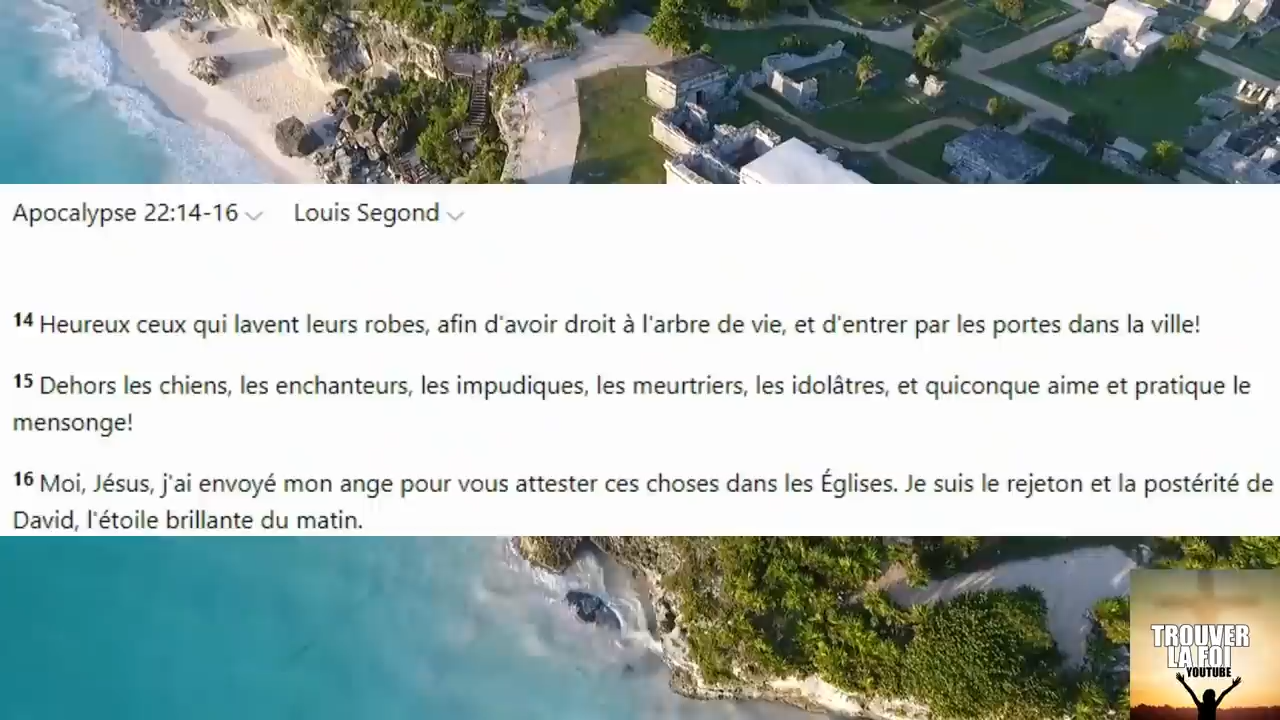 Apocalypse 22:14-16 Louis Segond
14 Heureux ceux qui lavent leurs robes, afin d'avoir droit à l'arbre de vie, et d'entrer par les portes dans la ville!
15 Dehors les chiens, les enchanteurs, les impudiques, les meurtriers, les idolâtres, et quiconque aime et pratique le
mensonge!
16 Moi, Jésus, j'ai envoyé mon ange pour vous attester ces choses dans les Églises. Je suis le rejeton et la postérité de
David, l'étoile brillante du matin.
TROUVER
LA FOI
YOUTUBE